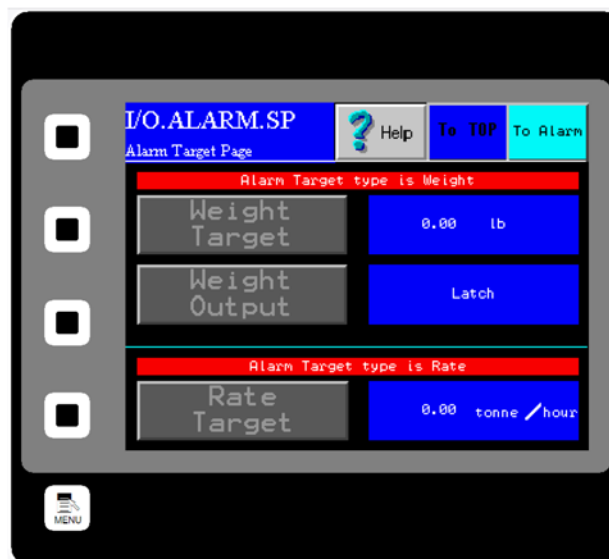 I/O.ALARM.SP
Alarm Target Page
? Help
To TOP
To Alarm
Alarm Target type is Weight
Weight
Target
0.00 lb
Weight
Output
Latch
Alarm Target type is Rate
Rate
Target
0.00 tonne /hour
MENU